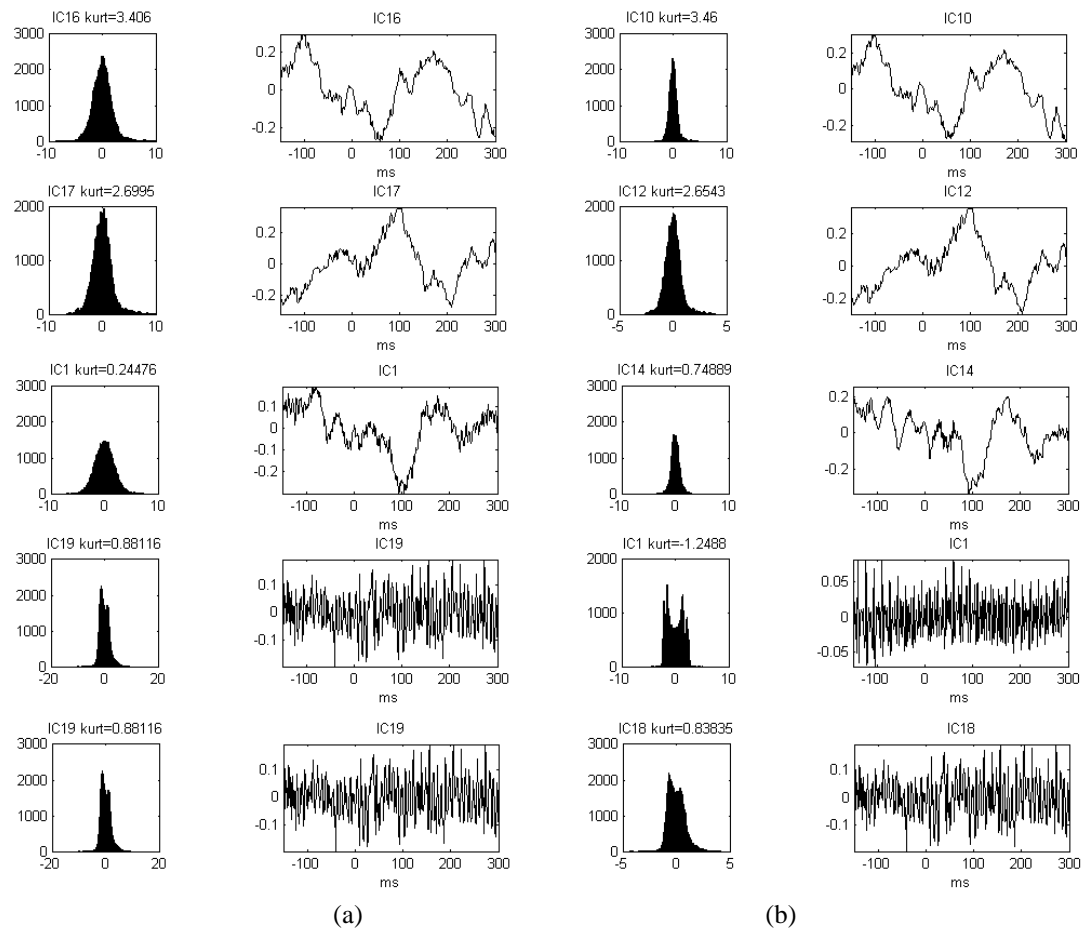 IC16 kurt=3.406 IC16 IC10 kurt=3.46 IC10
3000 3000
2000 0.2 2000 0.2
1000 0 1000 0
0 -0.2 0 -0.2
-10 0 10 -100 0 100 200 300 -10 0 10 -100 0 100 200 300
ms ms
IC17 kurt=2.6995 IC17 IC12 kurt=2.6543 IC12
2000 2000
1000 0.2 1000 0.2
0 0 0 0
-0.2 -0.2
-10 0 10 -100 0 100 200 300 -5 0 5 -100 0 100 200 300
ms ms
IC1 kurt=0.24476 IC1 IC14 kurt=0.74889 IC14
3000 3000
2000 0.1 2000 0.2
1000 0 1000 0
0 -0.1 0 -0.2
-0.2
-20 0 20 -100 0 100 200 300 -10 0 10 -100 0 100 200 300
ms ms
IC19 kurt=0.88116 IC19 IC1 kurt=-1.2488 IC1
3000 2000
2000 0.1 1000 0.05
1000 0 0 0
0 -0.1 -0.05
-20 0 20 -100 0 100 200 300 -10 0 10 -100 0 100 200 300
ms ms
IC19 kurt=0.88116 IC19 IC18 kurt=0.83835 IC18
3000 3000
2000 0.1 2000 0.1
1000 0 1000 0
0 -0.1 0 -0.1
-20 0 20 -100 0 100 200 300 -5 0 5 -100 0 100 200 300
ms ms
(a) (b)